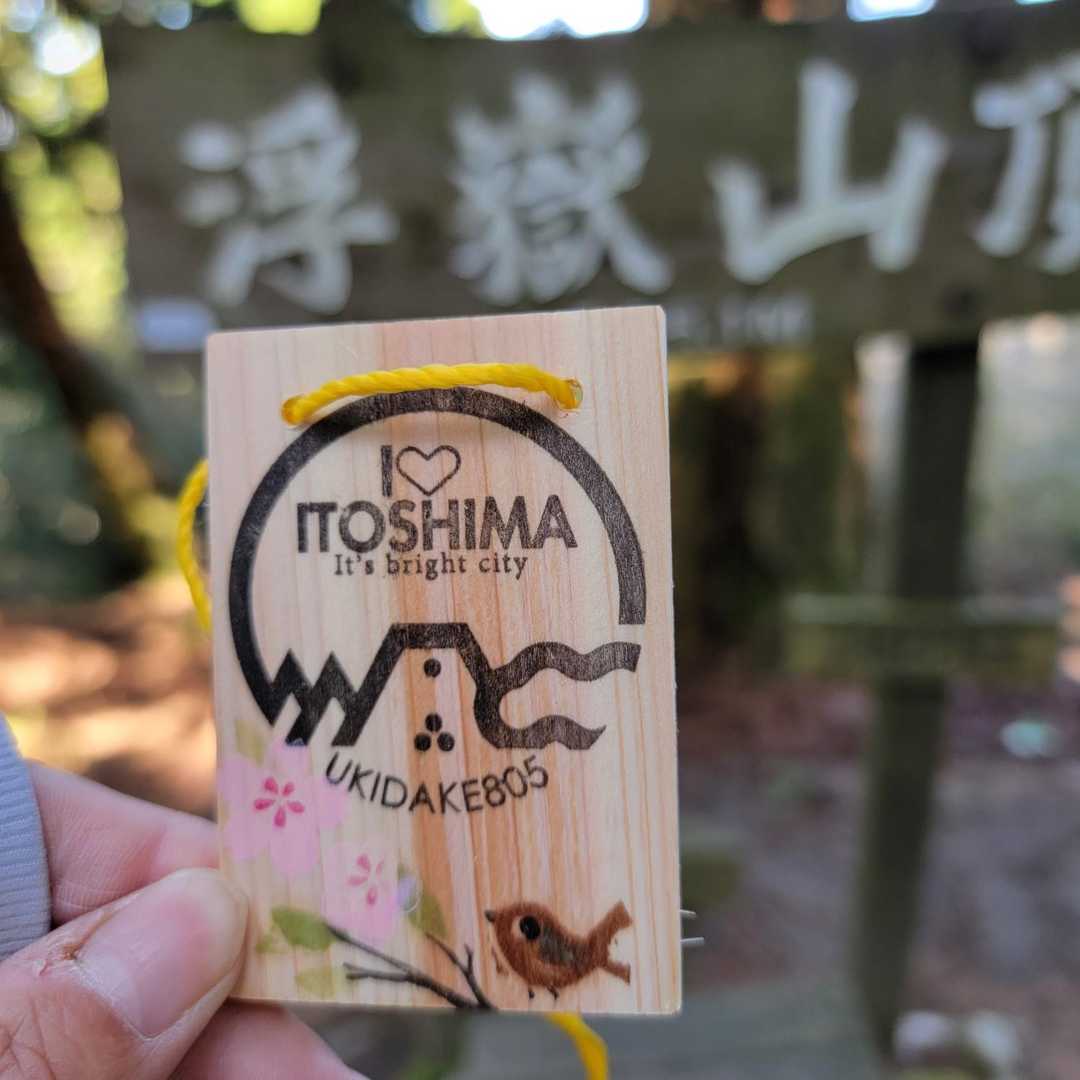 浮嶽山頂
I♡
ITOSHIMA
It's bright city
UKIDAKE805